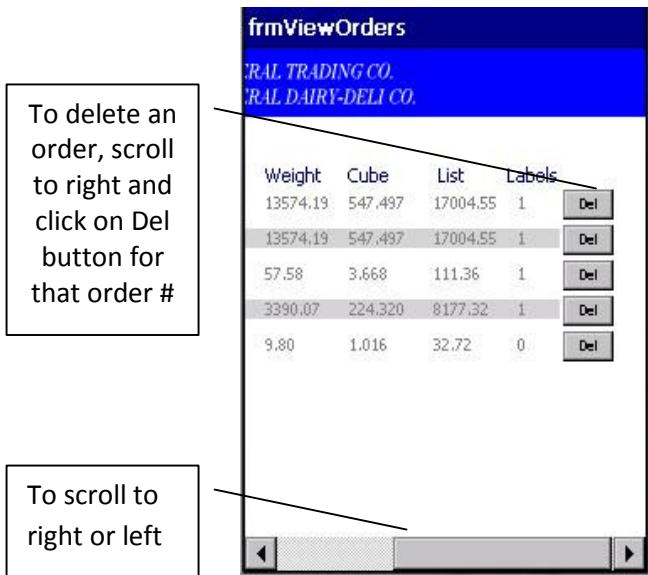 frmViewOrders
RAL TRADING CO.
RAL DAIRY-DELI CO.
To delete an
order, scroll
to right and
click on Del
button for
that order #
Weight Cube List Labels
13574.19 547.497 17004.55 1 Del
13574.19 547.497 17004.55 1 Del
57.58 3.668 111.36 1 Del
3390.07 224.320 8177.32 1 Del
9.80 1.016 32.72 0 Del
To scroll to
right or left